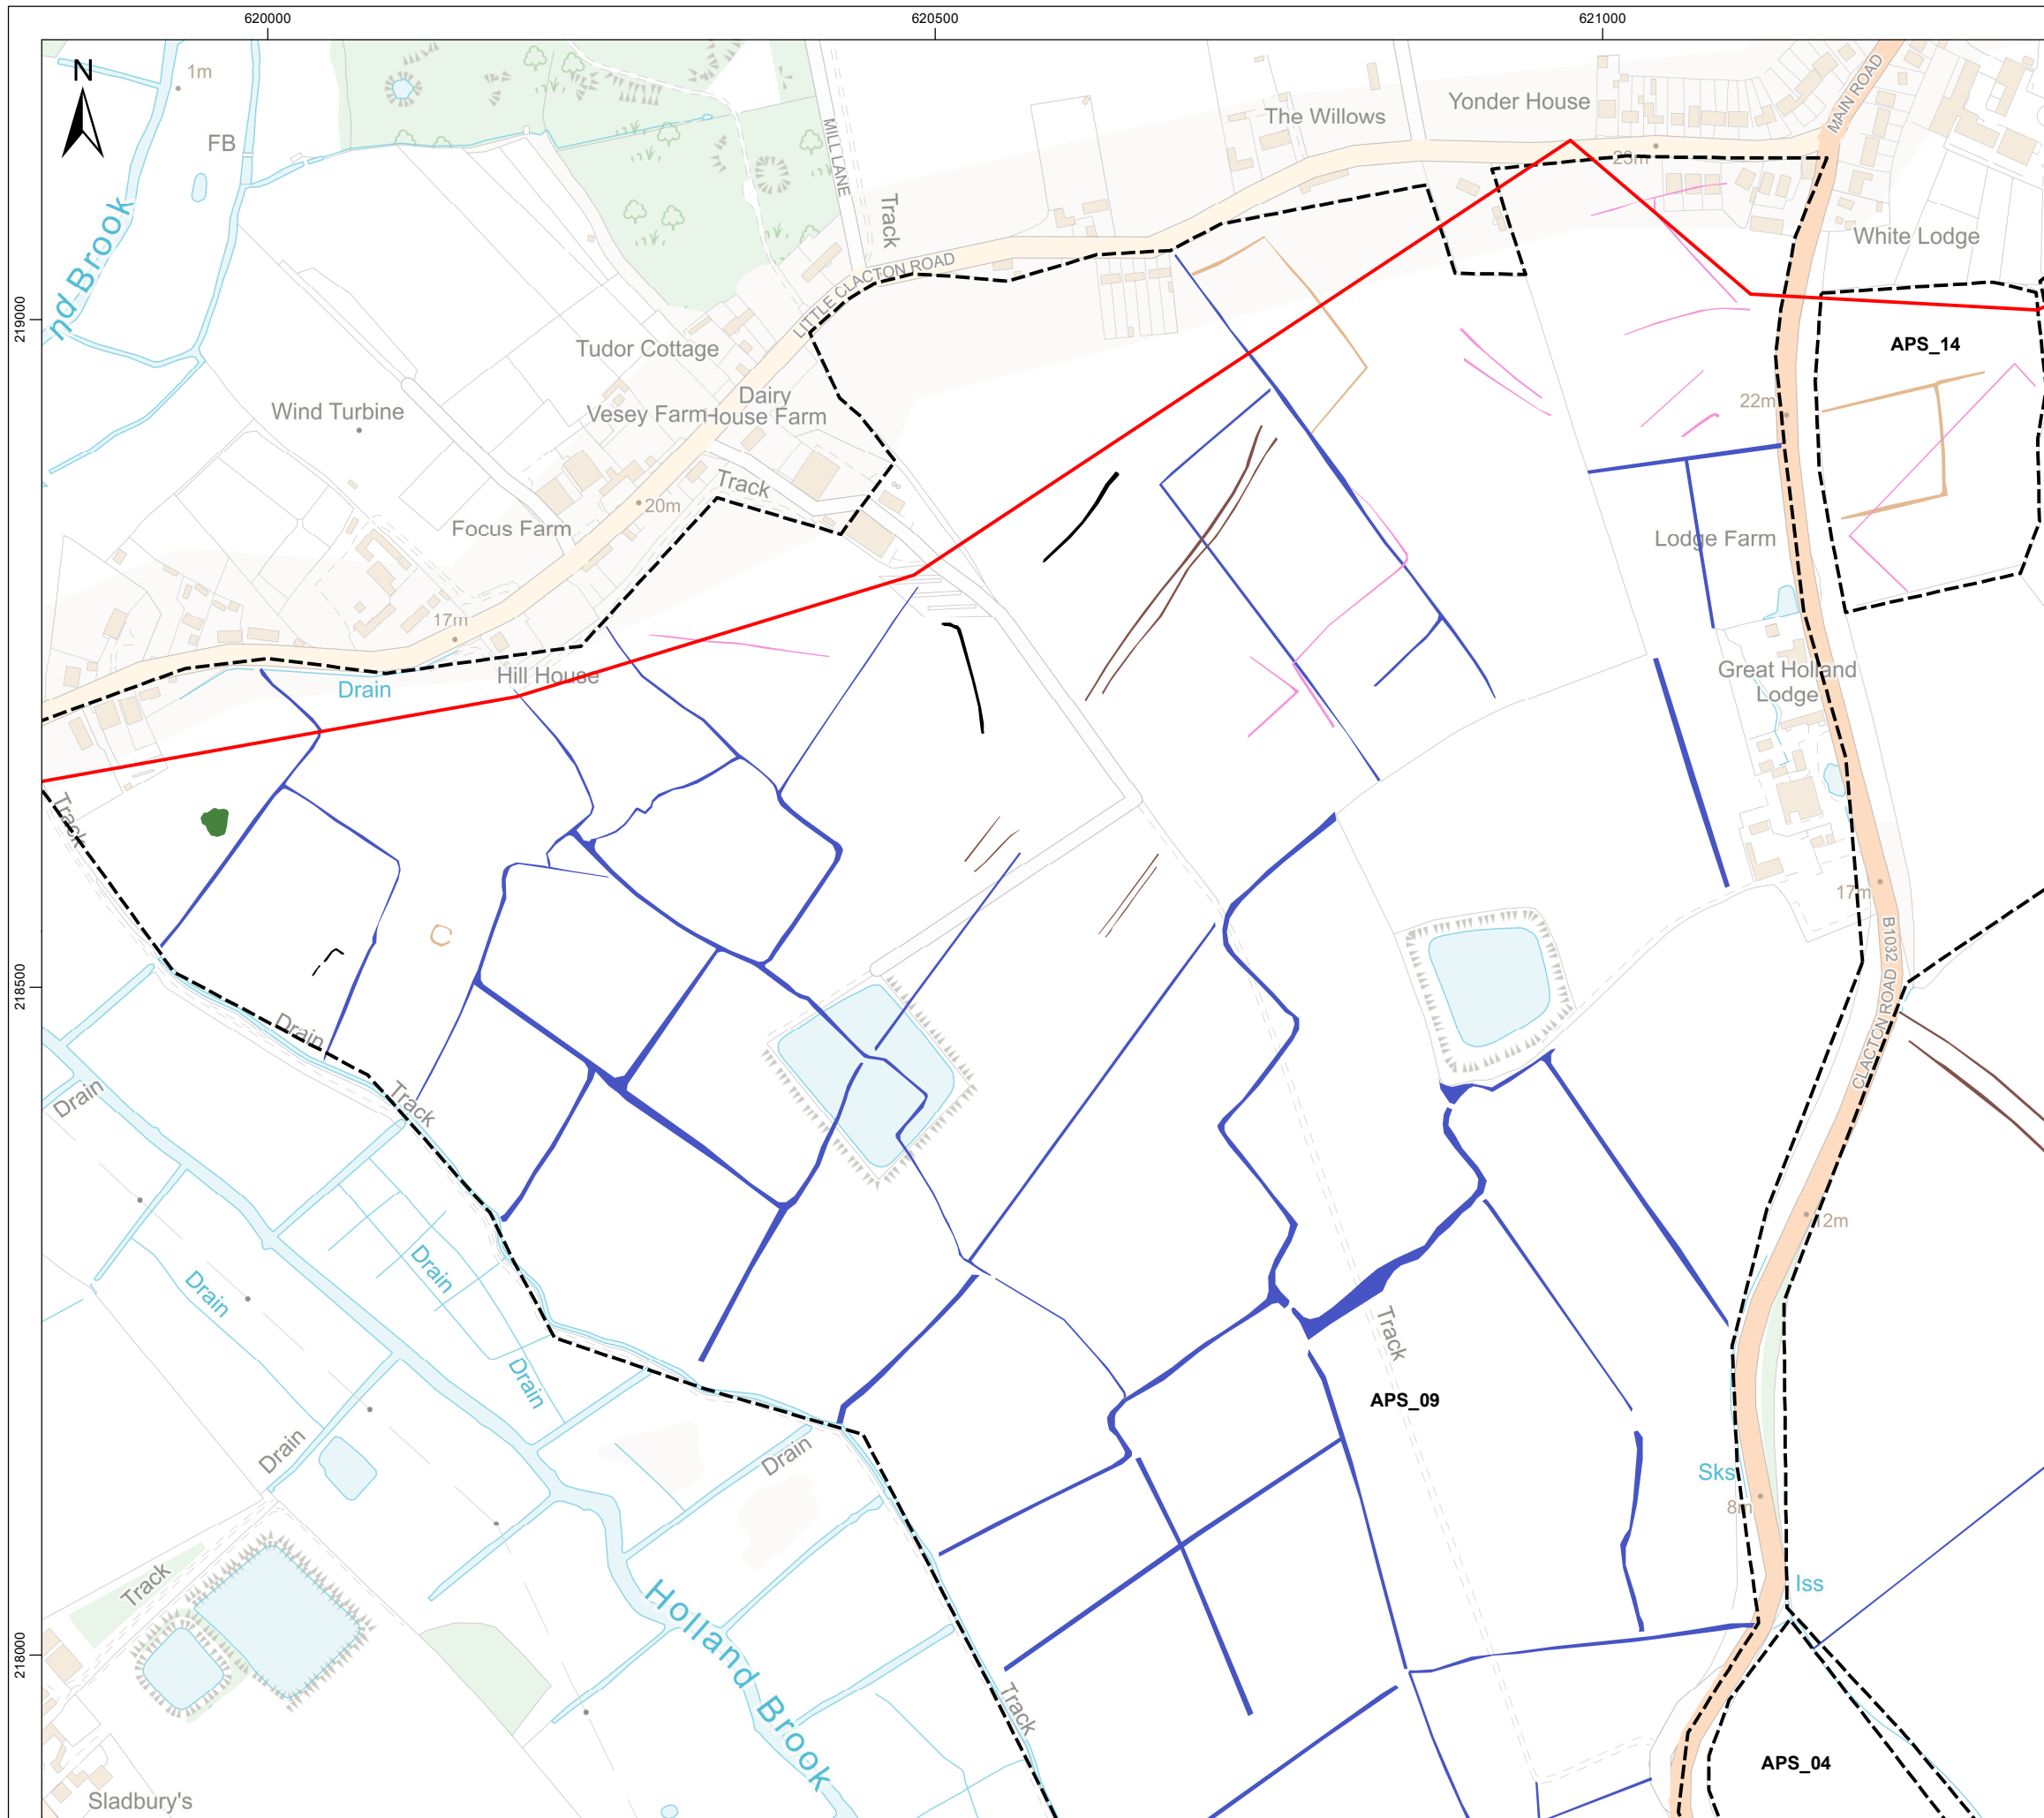 620000
620500
621000
N
1m
FB
MILL LANE
Track
The Willows
Yonder House
MAIN ROAD
23m
White Lodge
nd Brook
219000
LITTLE CLACTON ROAD
Tudor Cottage
APS_14
Wind Turbine
Dairy
Vesey Farm
House Farm
22m
Track
20m
Focus Farm
Lodge Farm
17m
Hill House
Drain
Great Holland
Lodge
Track
17m
B1032
218500
Drain
CLACTON ROAD
Drain
Track
12m
Drain
Drain
Track
Drain
APS_09
Drain
Drain
Sks
8m
Track
Iss
Holland Brook
218000
Track
APS_04
Sladbury's